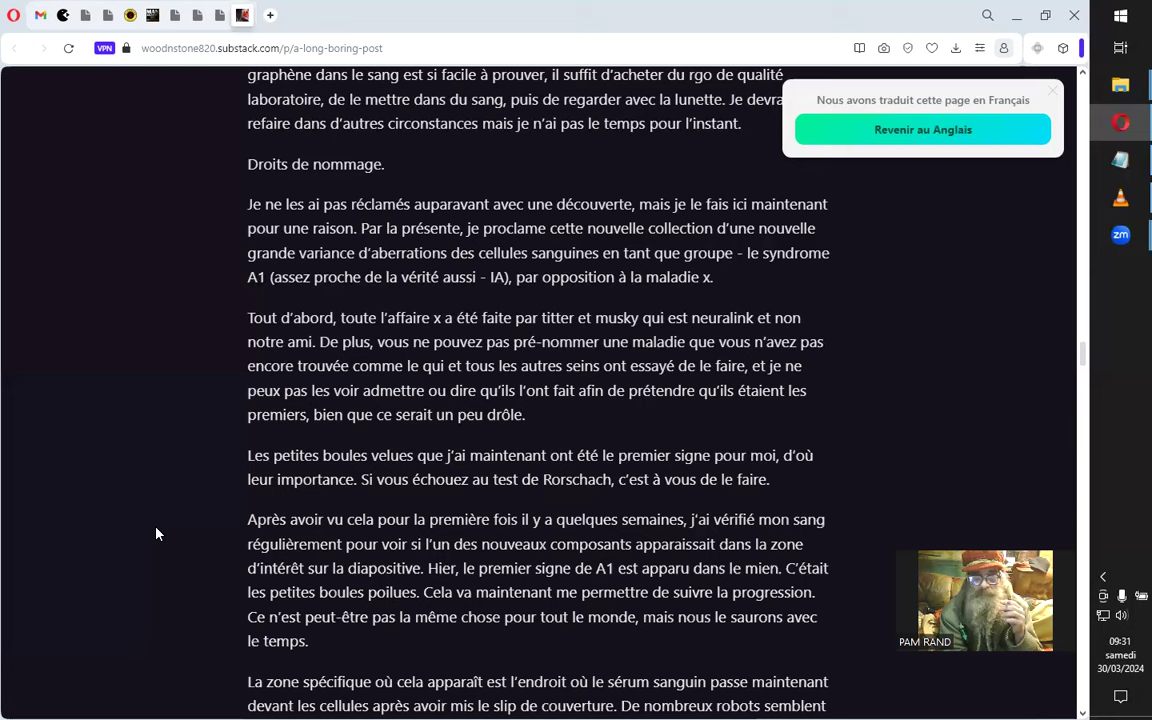 VPN
woodnstone820.substack.com/p/a-long-boring-post
graphène dans le sang est si facile à prouver, il suffit d'acheter du rgo de qualité
laboratoire, de le mettre dans du sang, puis de regarder avec la lunette. Je devra
refaire dans d'autres circonstances mais je n'ai pas le temps pour l'instant.
Nous avons traduit cette page en Français
Revenir au Anglais
Droits de nommage.
Je ne les ai pas réclamés auparavant avec une découverte, mais je le fais ici maintenant
pour une raison. Par la présente, je proclame cette nouvelle collection d'une nouvelle
grande variance d'aberrations des cellules sanguines en tant que groupe - le syndrome
A1 (assez proche de la vérité aussi - IA), par opposition à la maladie x.
Tout d'abord, toute l'affaire x a été faite par titter et musky qui est neuralink et non
notre ami. De plus, vous ne pouvez pas pré-nommer une maladie que vous n'avez pas
encore trouvée comme le qui et tous les autres seins ont essayé de le faire, et je ne
peux pas les voir admettre ou dire qu'ils l'ont fait afin de prétendre qu'ils étaient les
premiers, bien que ce serait un peu drôle.
Les petites boules velues que j'ai maintenant ont été le premier signe pour moi, d'où
leur importance. Si vous échouez au test de Rorschach, c'est à vous de le faire.
Après avoir vu cela pour la première fois il y a quelques semaines, j'ai vérifié mon sang
régulièrement pour voir si l'un des nouveaux composants apparaissait dans la zone
d'intérêt sur la diapositive. Hier, le premier signe de A1 est apparu dans le mien. C'était
les petites boules poilues. Cela va maintenant me permettre de suivre la progression.
Ce n'est peut-être pas la même chose pour tout le monde, mais nous le saurons avec
le temps.
La zone spécifique où cela apparaît est l'endroit où le sérum sanguin passe maintenant
devant les cellules après avoir mis le slip de couverture. De nombreux robots semblent
PAM RAND
zm
09:31
samedi
30/03/2024